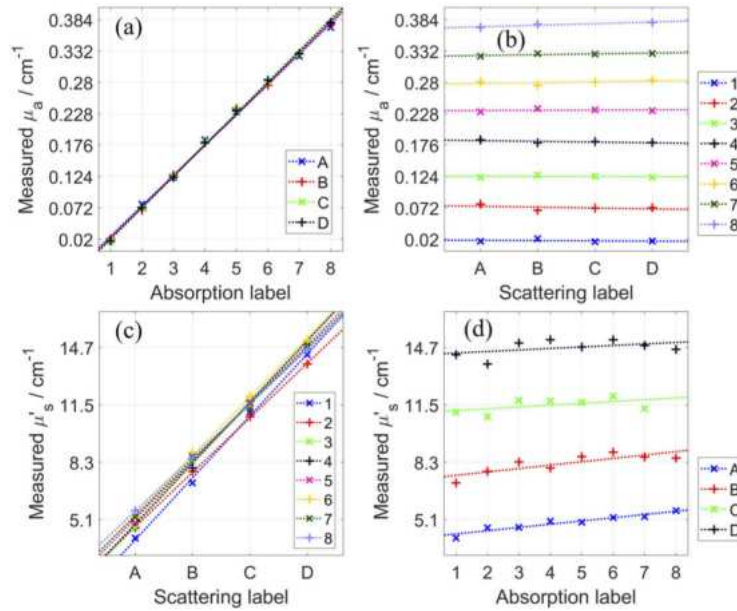 (a)
Measured μa / cm-1
0.384
0.332
0.28
0.228
0.176
0.124
0.072
0.02
1 2 3 4 5 6 7 8
Absorption label
A
B
C
D
(b)
Measured μa / cm-1
0.384
0.332
0.28
0.228
0.176
0.124
0.072
0.02
A B C D
Scattering label
1
2
3
4
5
6
7
8
(c)
Measured μ's / cm-1
14.7
11.5
8.3
5.1
A B C D
Scattering label
1
2
3
4
5
6
7
8
(d)
Measured μ's / cm-1
14.7
11.5
8.3
5.1
1 2 3 4 5 6 7 8
Absorption label
A
B
C
D